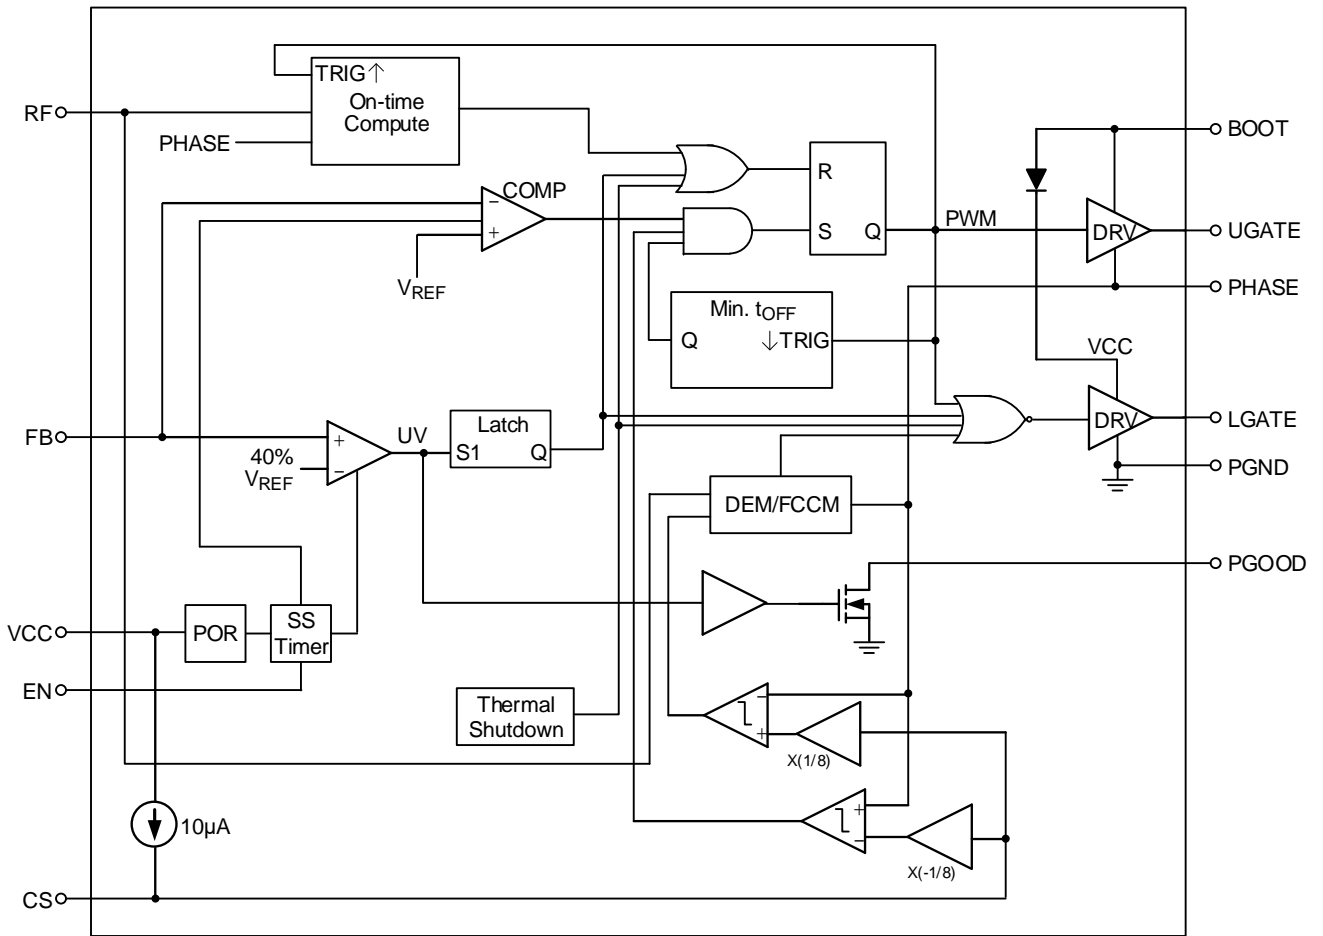 TRIG↑
On-time
Compute
RF
PHASE
BOOT
COMP
−
+
VREF
R
S
Q
PWM
DRV
UGATE
PHASE
Min. tOFF
Q
↓TRIG
VCC
FB
+
−
40%
VREF
UV
Latch
S1
Q
DRV
LGATE
PGND
DEM/FCCM
PGOOD
VCC
POR
SS
Timer
EN
Thermal
Shutdown
−
+
X(1/8)
10µA
+
−
X(-1/8)
CS